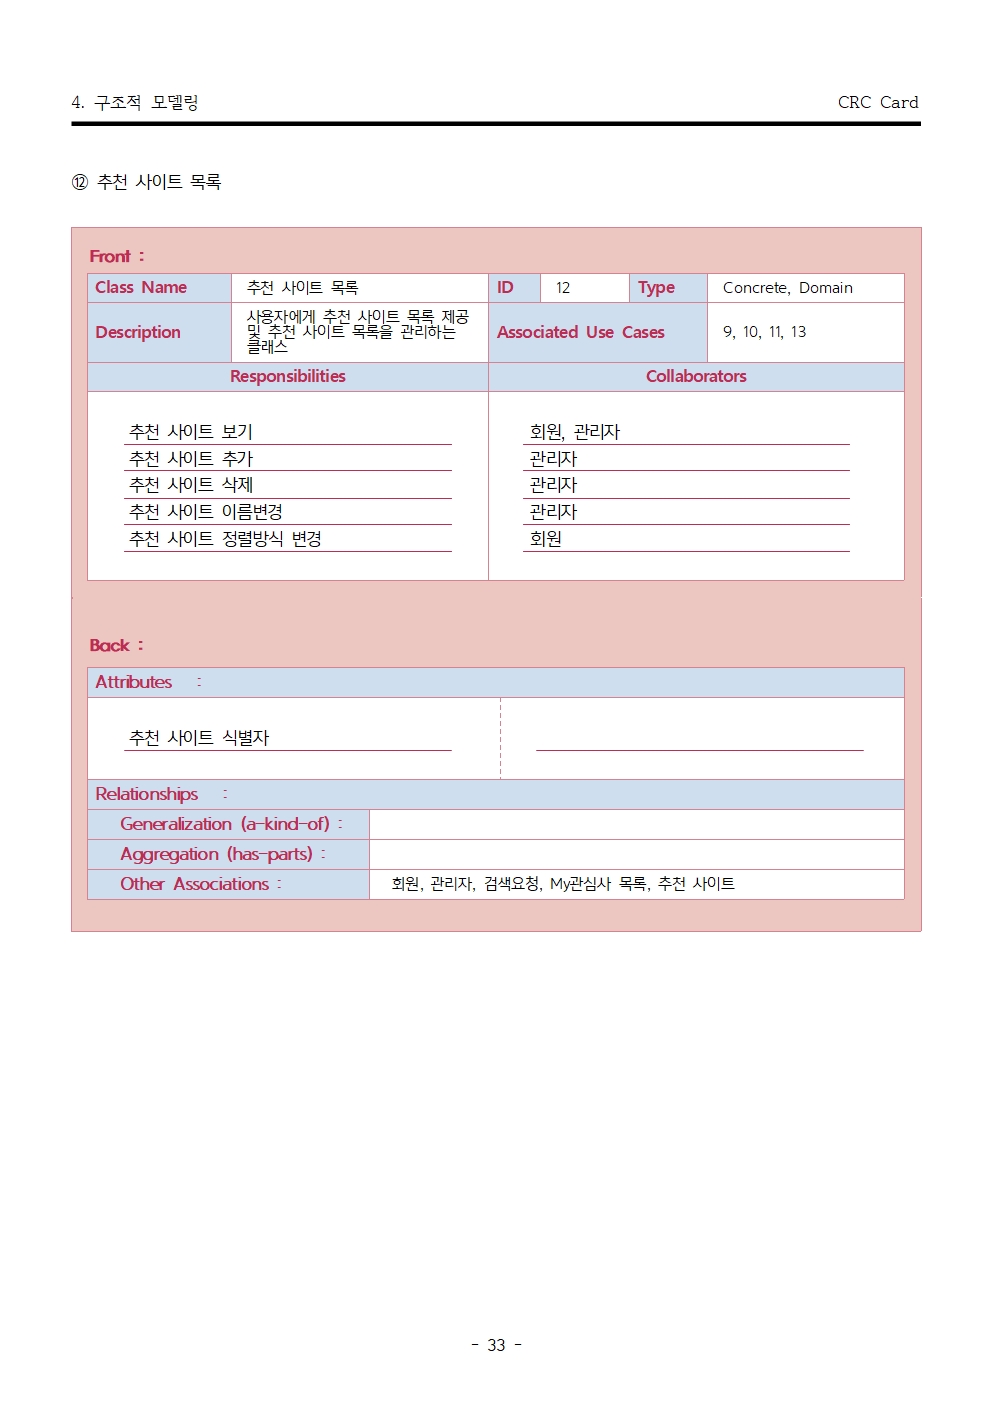 4. 구조적 모델링 CRC Card
⑫ 추천 사이트 목록
Front :
Class Name 추천 사이트 목록 ID 12 Type Concrete, Domain
Description 사용자에게 추천 사이트 목록 제공
및 추천 사이트 목록을 관리하는
클래스
Associated Use Cases 9, 10, 11, 13
Responsibilities Collaborators
추천 사이트 보기 회원, 관리자
추천 사이트 추가 관리자
추천 사이트 삭제 관리자
추천 사이트 이름변경 관리자
추천 사이트 정렬방식 변경 회원
Back :
Attributes :
추천 사이트 식별자
Relationships :
Generalization (a-kind-of) :
Aggregation (has-parts) :
Other Associations : 회원, 관리자, 검색요청, My관심사 목록, 추천 사이트
- 33 -